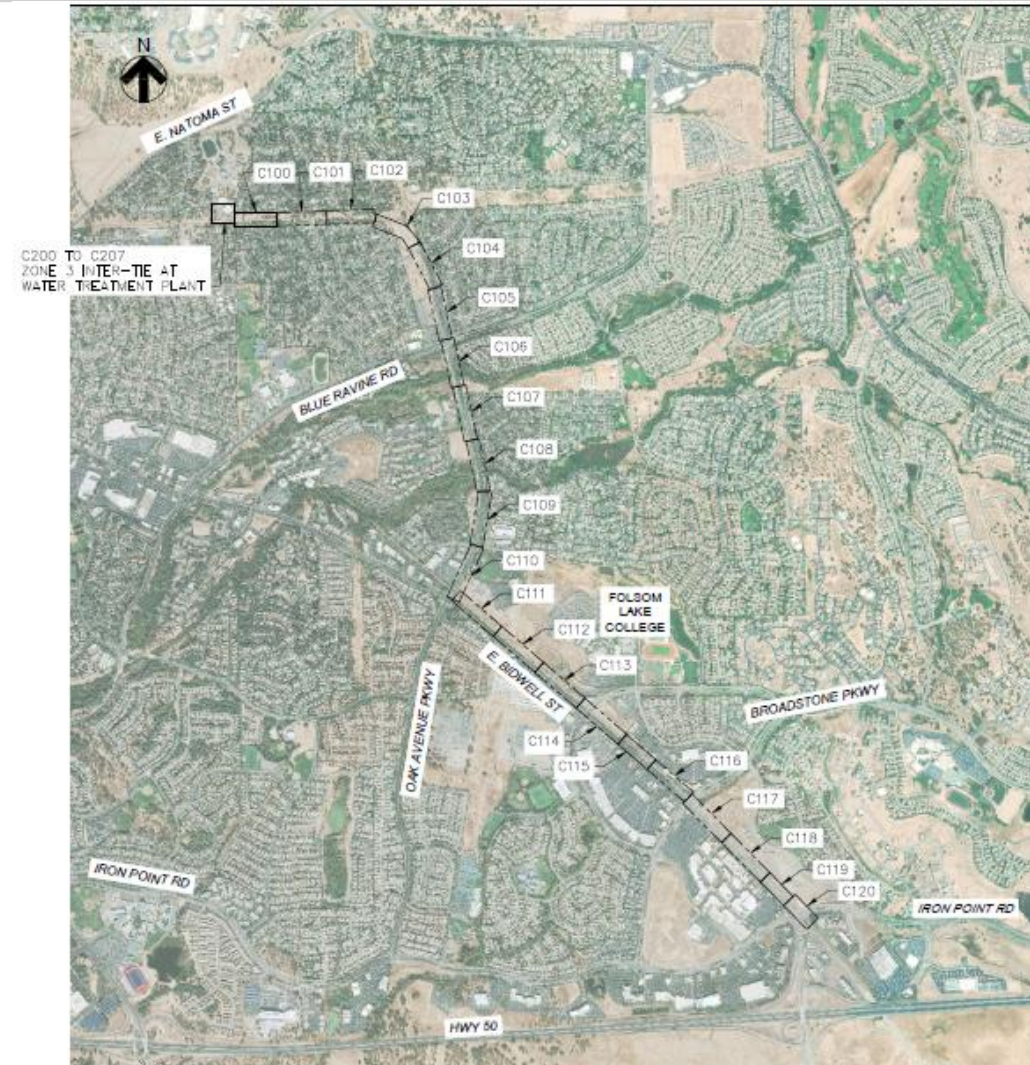 N
E. NATOMA ST
C100
C101
C102
C103
C200 TO C207
ZONE 3 INTER-TIE AT
WATER TREATMENT PLANT
C104
C105
C106
BLUE RAVINE RD
C107
C108
C109
C110
C111
FOLSOM
LAKE
COLLEGE
C112
C113
E. BIDWELL ST
BROADSTONE PKWY
OAK AVENUE PKWY
C114
C115
C116
C117
C118
C119
C120
IRON POINT RD
IRON POINT RD
HWY 50